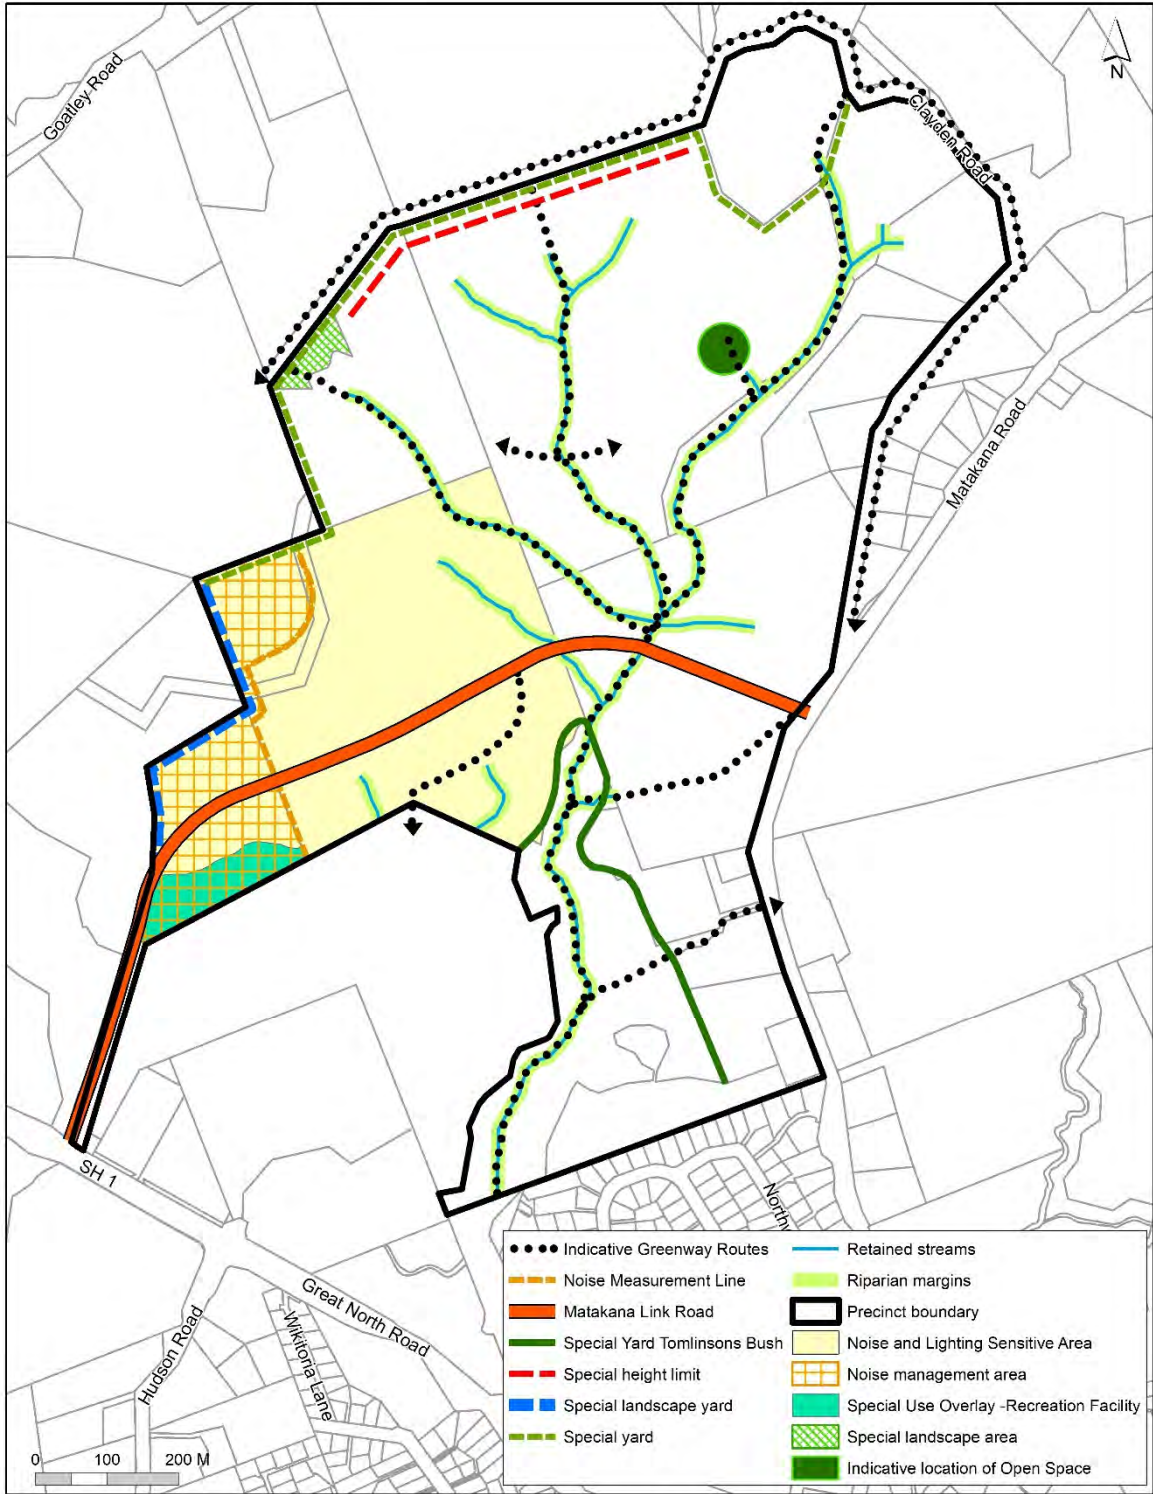 Goatley Road
N
Clayden Road
Matakana Road
SH 1
Great North Road
Hudson Road
Wikitoria Lane
North
0 100 200 M
Indicative Greenway Routes
Noise Measurement Line
Matakana Link Road
Special Yard Tomlinsons Bush
Special height limit
Special landscape yard
Special yard
Retained streams
Riparian margins
Precinct boundary
Noise and Lighting Sensitive Area
Noise management area
Special Use Overlay -Recreation Facility
Special landscape area
Indicative location of Open Space